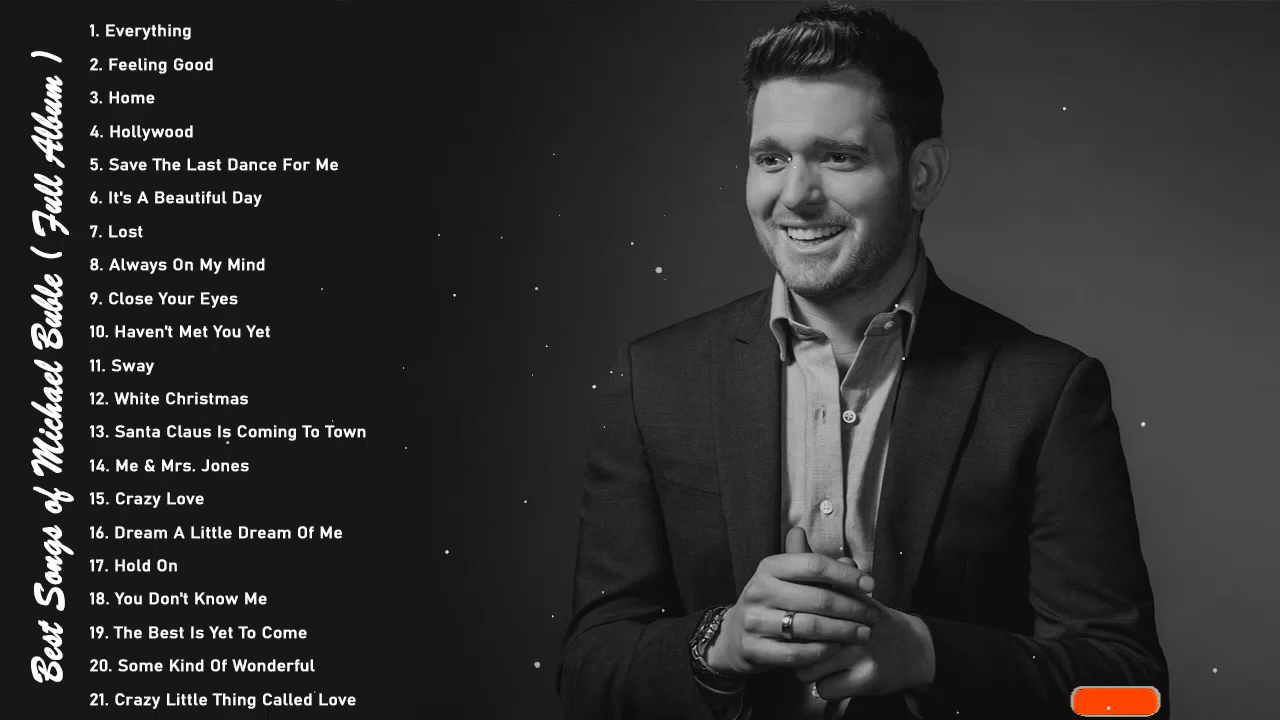 Best Songs of Michael Buble ( Full Album )
1. Everything
2. Feeling Good
3. Home
4. Hollywood
5. Save The Last Dance For Me
6. It's A Beautiful Day
7. Lost
8. Always On My Mind
9. Close Your Eyes
10. Haven't Met You Yet
11. Sway
12. White Christmas
13. Santa Claus Is Coming To Town
14. Me & Mrs. Jones
15. Crazy Love
16. Dream A Little Dream Of Me
17. Hold On
18. You Don't Know Me
19. The Best Is Yet To Come
20. Some Kind Of Wonderful
21. Crazy Little Thing Called Love